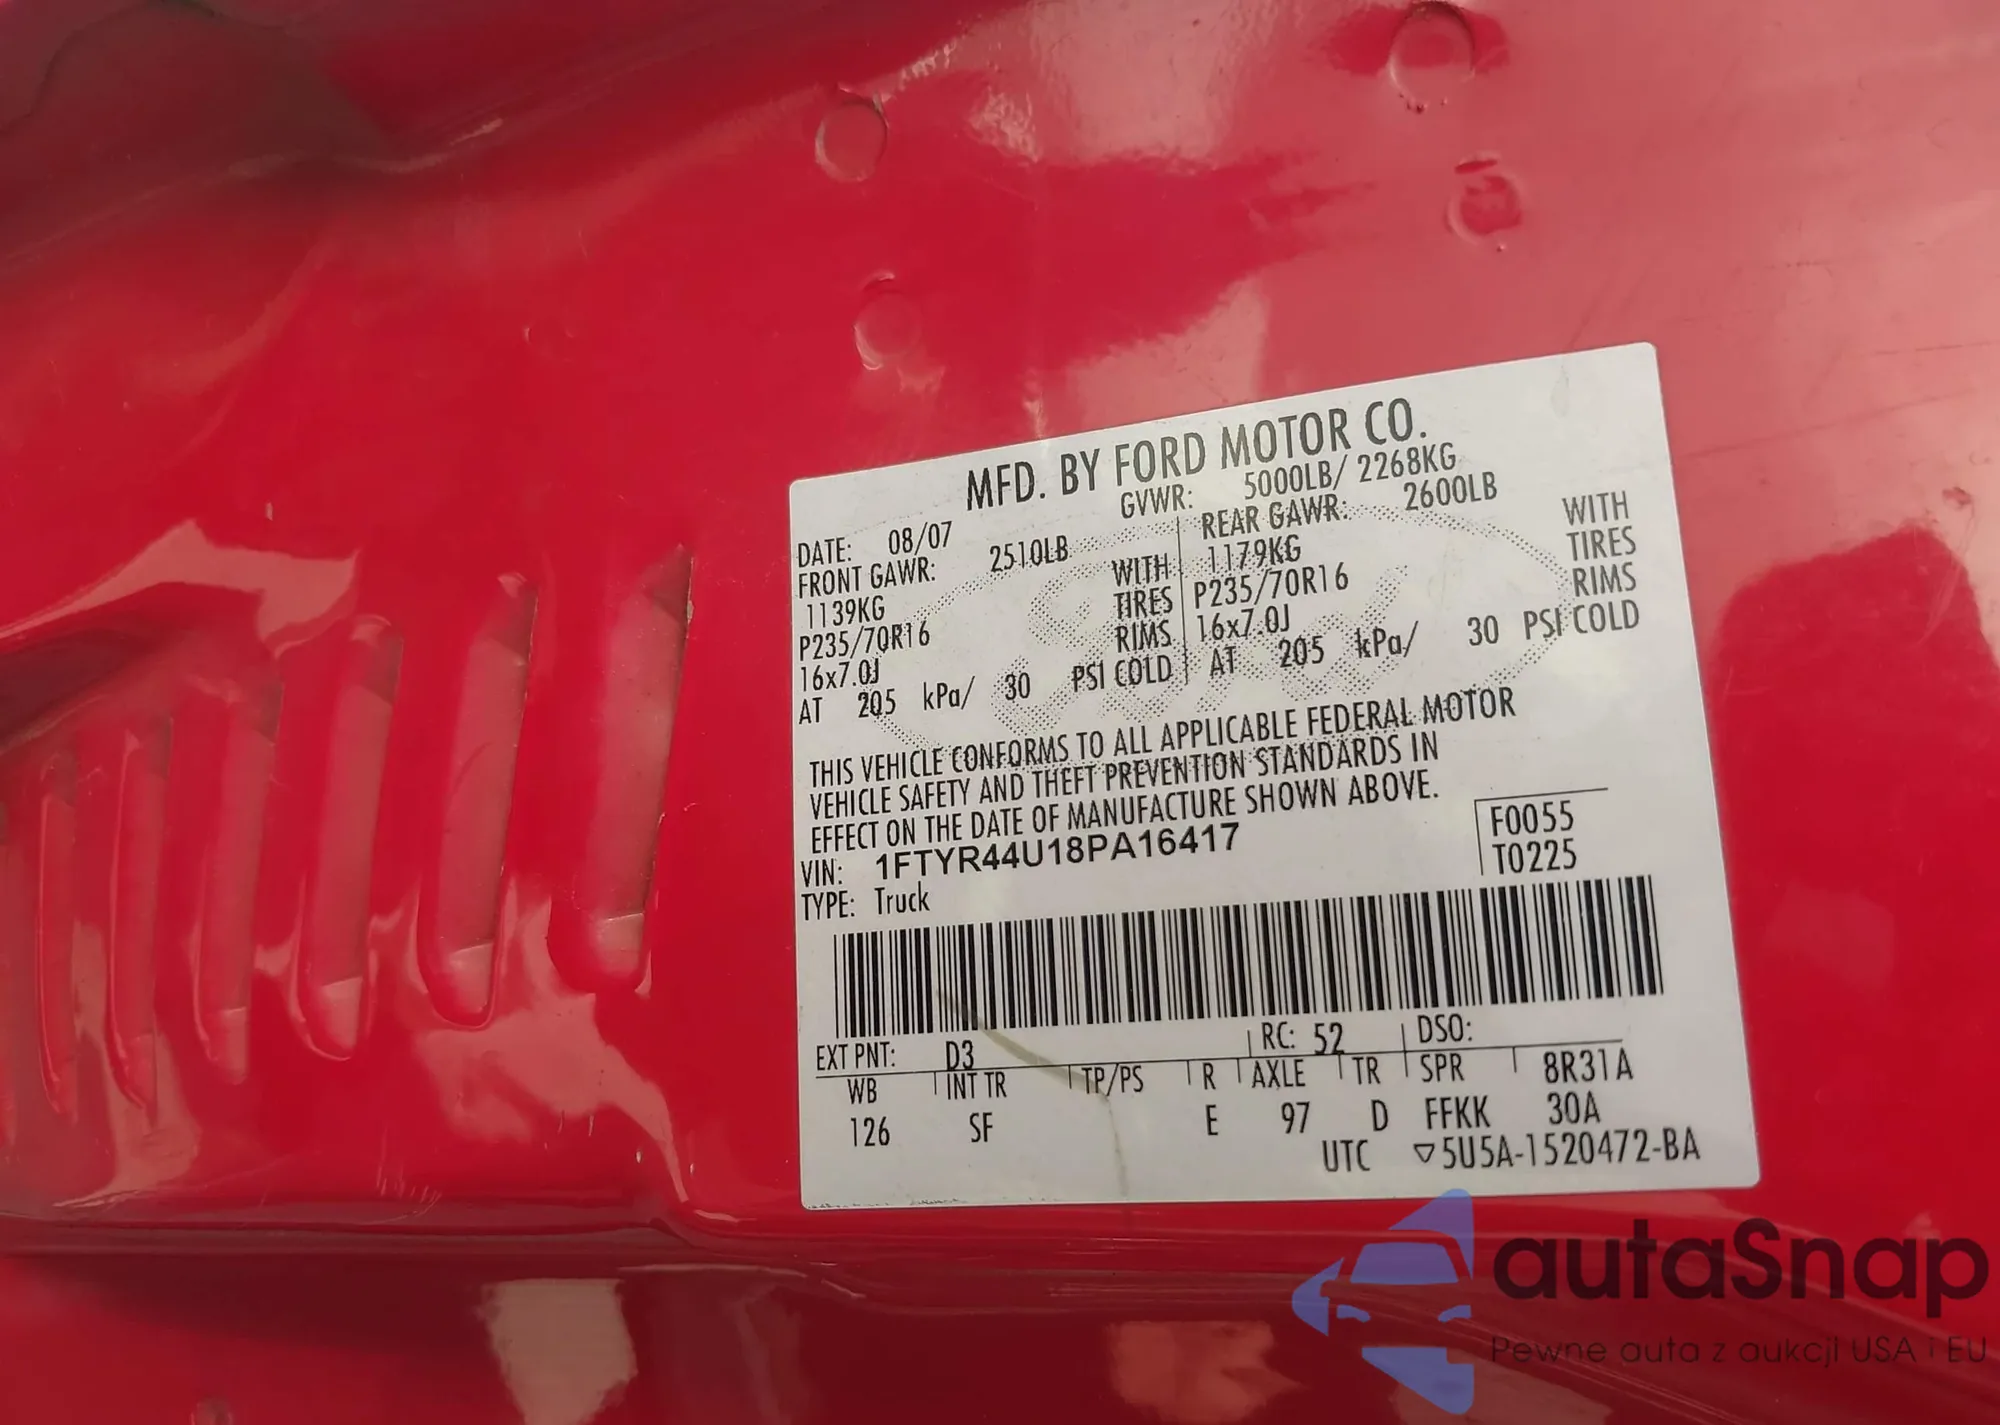 MFD. BY FORD MOTOR CO.
DATE: 08/07 GVWR: 5000LB/ 2268KG
FRONT GAWR: 2510LB REAR GAWR: 2600LB
1139KG WITH 1179KG WITH
P235/70R16 TIRES P235/70R16 TIRES
16x7.0J RIMS 16x7.0J RIMS
AT 205 kPa/ 30 PSI COLD AT 205 kPa/ 30 PSI COLD
THIS VEHICLE CONFORMS TO ALL APPLICABLE FEDERAL MOTOR
VEHICLE SAFETY AND THEFT PREVENTION STANDARDS IN
EFFECT ON THE DATE OF MANUFACTURE SHOWN ABOVE.
VIN: 1FTYR44U18PA16417 F0055
TYPE: Truck T0225
EXT PNT: D3 RC: 52 DSO:
WB INT TR TP/PS R AXLE TR SPR 8R31A
126 SF E 97 D FFKK 30A
UTC ▽5U5A-1520472-BA
autaSnap
Pewne auta z aukcji USA i EU